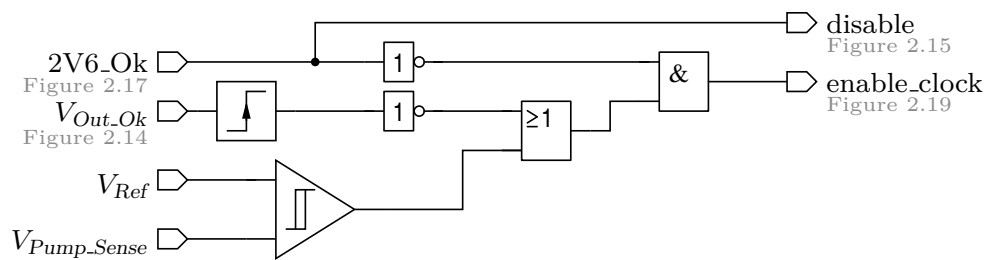 disable
Figure 2.15
2V6_Ok
Figure 2.17
1
&
enable_clock
Figure 2.19
V_Out_Ok
Figure 2.14
1
≥1
V_Ref
V_Pump_Sense